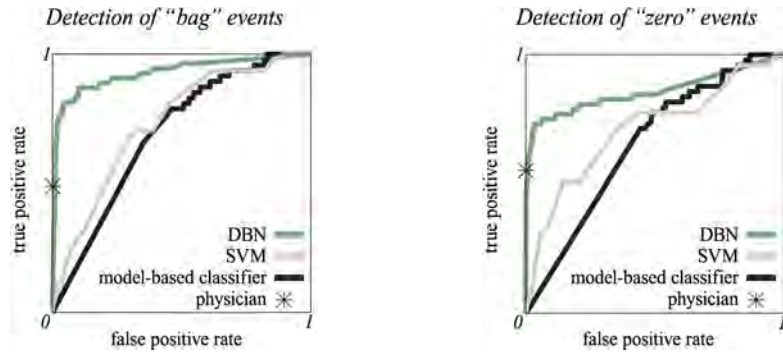 Detection of “bag” events
1
true positive rate
DBN
SVM
model-based classifier
physician
0
1
false positive rate
Detection of “zero” events
1
true positive rate
DBN
SVM
model-based classifier
physician
0
1
false positive rate